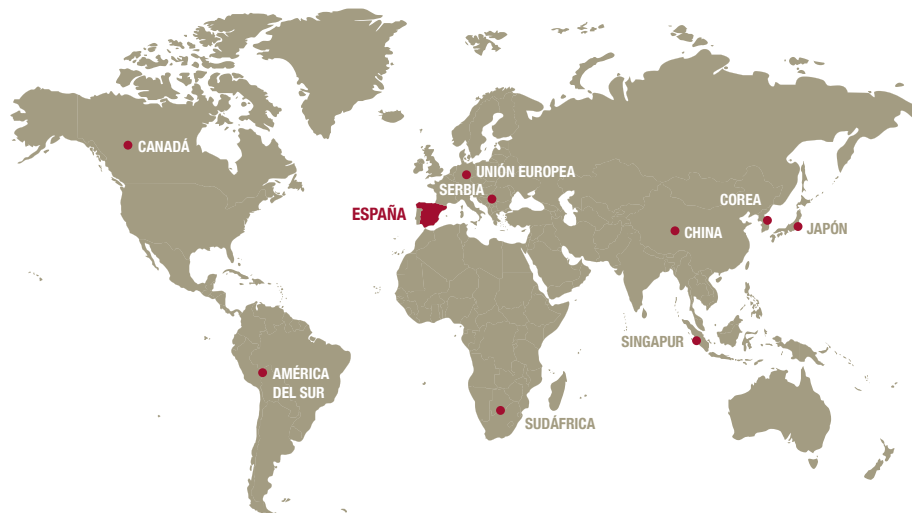 CANADÁ
UNIÓN EUROPEA
SERBIA
ESPAÑA
COREA
CHINA
JAPÓN
SINGAPUR
AMÉRICA
DEL SUR
SUDÁFRICA